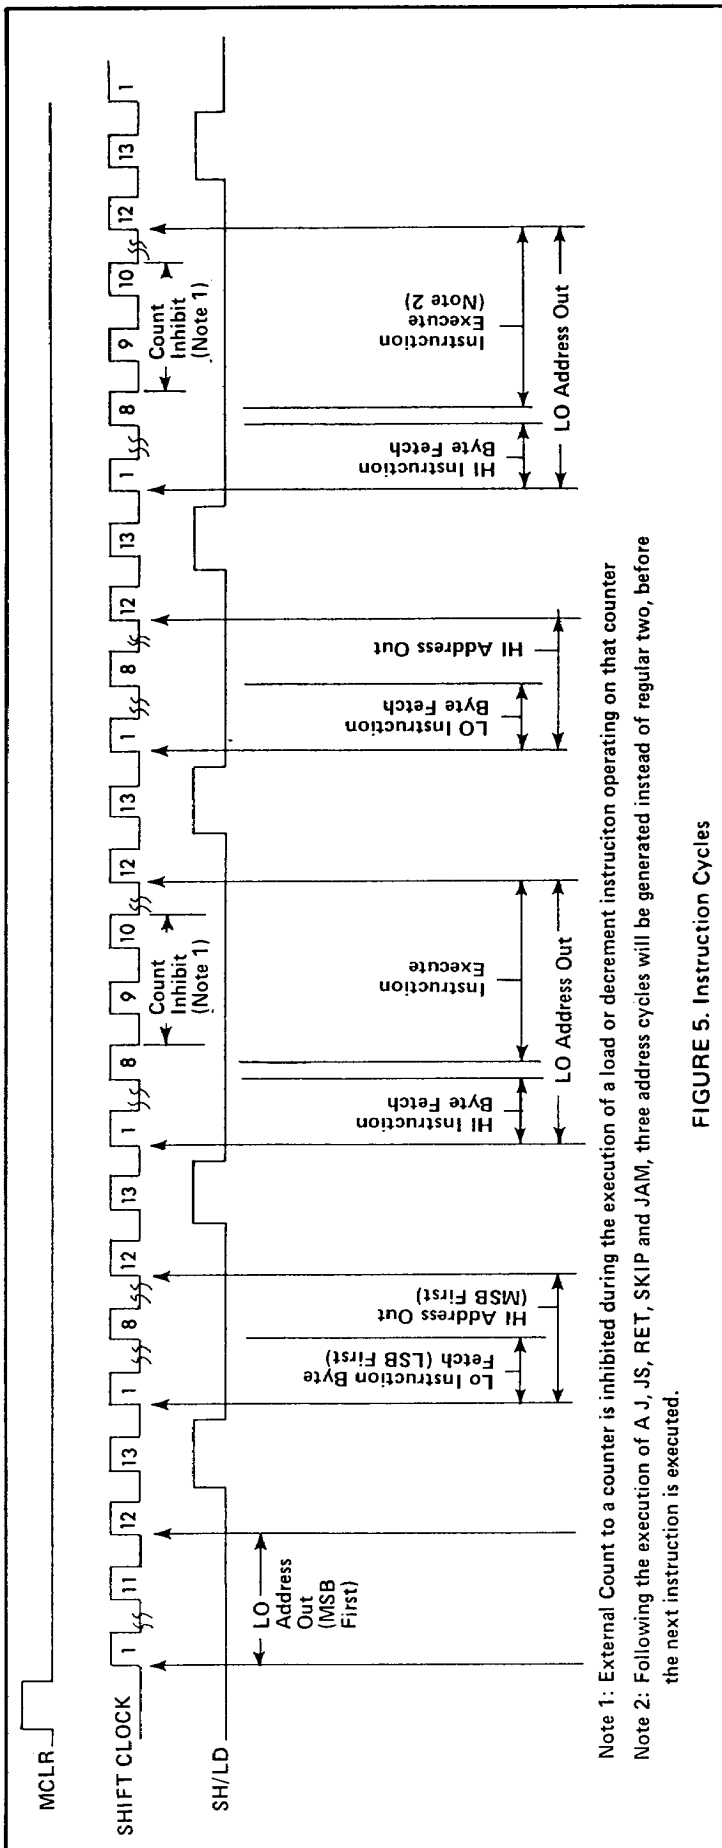 MCLR
SHIFT CLOCK
1
11
12
13
1
8
12
13
1
8
9
10
12
13
1
8
12
13
1
8
9
10
12
13
1
Count
Inhibit
(Note 1)
Count
Inhibit
(Note 1)
SH/LD
LO
Address
Out
(MSB
First)
Lo Instruction Byte
Fetch (LSB First)
HI Address Out
(MSB First)
HI Instruction
Byte Fetch
Instruction
Execute
LO Address Out
LO Instruction
Byte Fetch
HI Address Out
HI Instruction
Byte Fetch
Instruction
Execute
(Note 2)
LO Address Out
Note 1: External Count to a counter is inhibited during the execution of a load or decrement instruciton operating on that counter
Note 2: Following the execution of A J, JS, RET, SKIP and JAM, three address cycles will be generated instead of regular two, before
the next instruction is executed.
FIGURE 5. Instruction Cycles